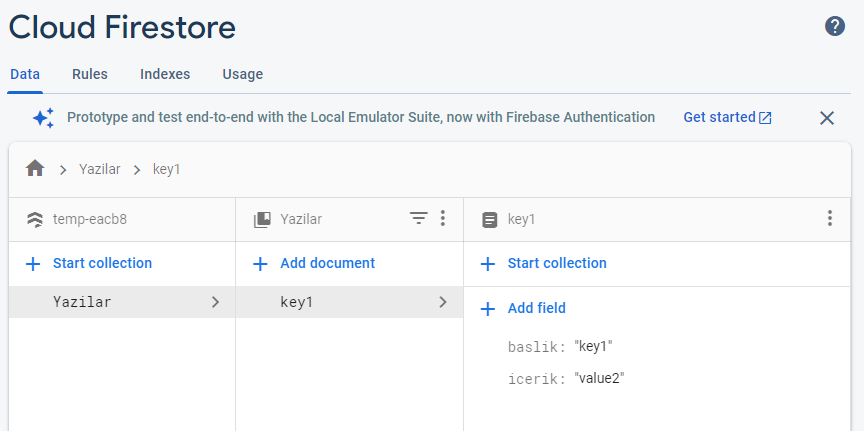 Cloud Firestore
Data Rules Indexes Usage
Prototype and test end-to-end with the Local Emulator Suite, now with Firebase Authentication Get started
Yazilar key1
temp-eacb8 Yazilar key1
Start collection Add document Start collection
Yazilar key1 Add field
baslik: "key1"
icerik: "value2"